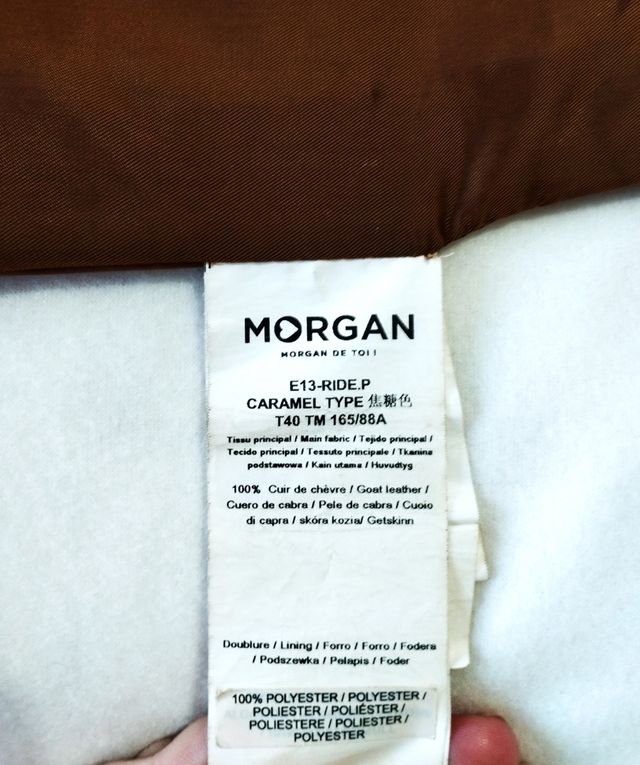 MORGAN
MORGAN DE TOI !
E13-RIDE.P
CARAMEL TYPE 焦糖色
T40 TM 165/88A
Tissu principal / Main fabric / Tejido principal /
Tecido principal / Tessuto principale / Tkanina
podstawowa / Kain utama / Huvudtyg
100% Cuir de chèvre / Goat leather /
Cuero de cabra / Pele de cabra / Cuoio
di capra / skóra kozia/ Getskinn
Doublure / Lining / Forro / Forro / Fodera
/ Podszewka / Pelapis / Foder
100% POLYESTER / POLYESTER /
POLIESTER / POLIÉSTER /
POLIESTERE / POLIESTER /
POLYESTER